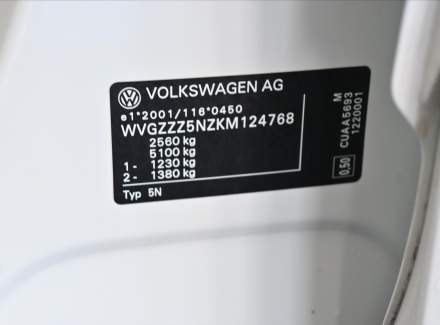 VOLKSWAGEN AG
e1*2001/116*0450
WVGZZZ5NZKM124768
2560 kg
5100 kg
1- 1230 kg
2- 1380 kg
Typ 5N
M
CUAA5693
1220001
0,50